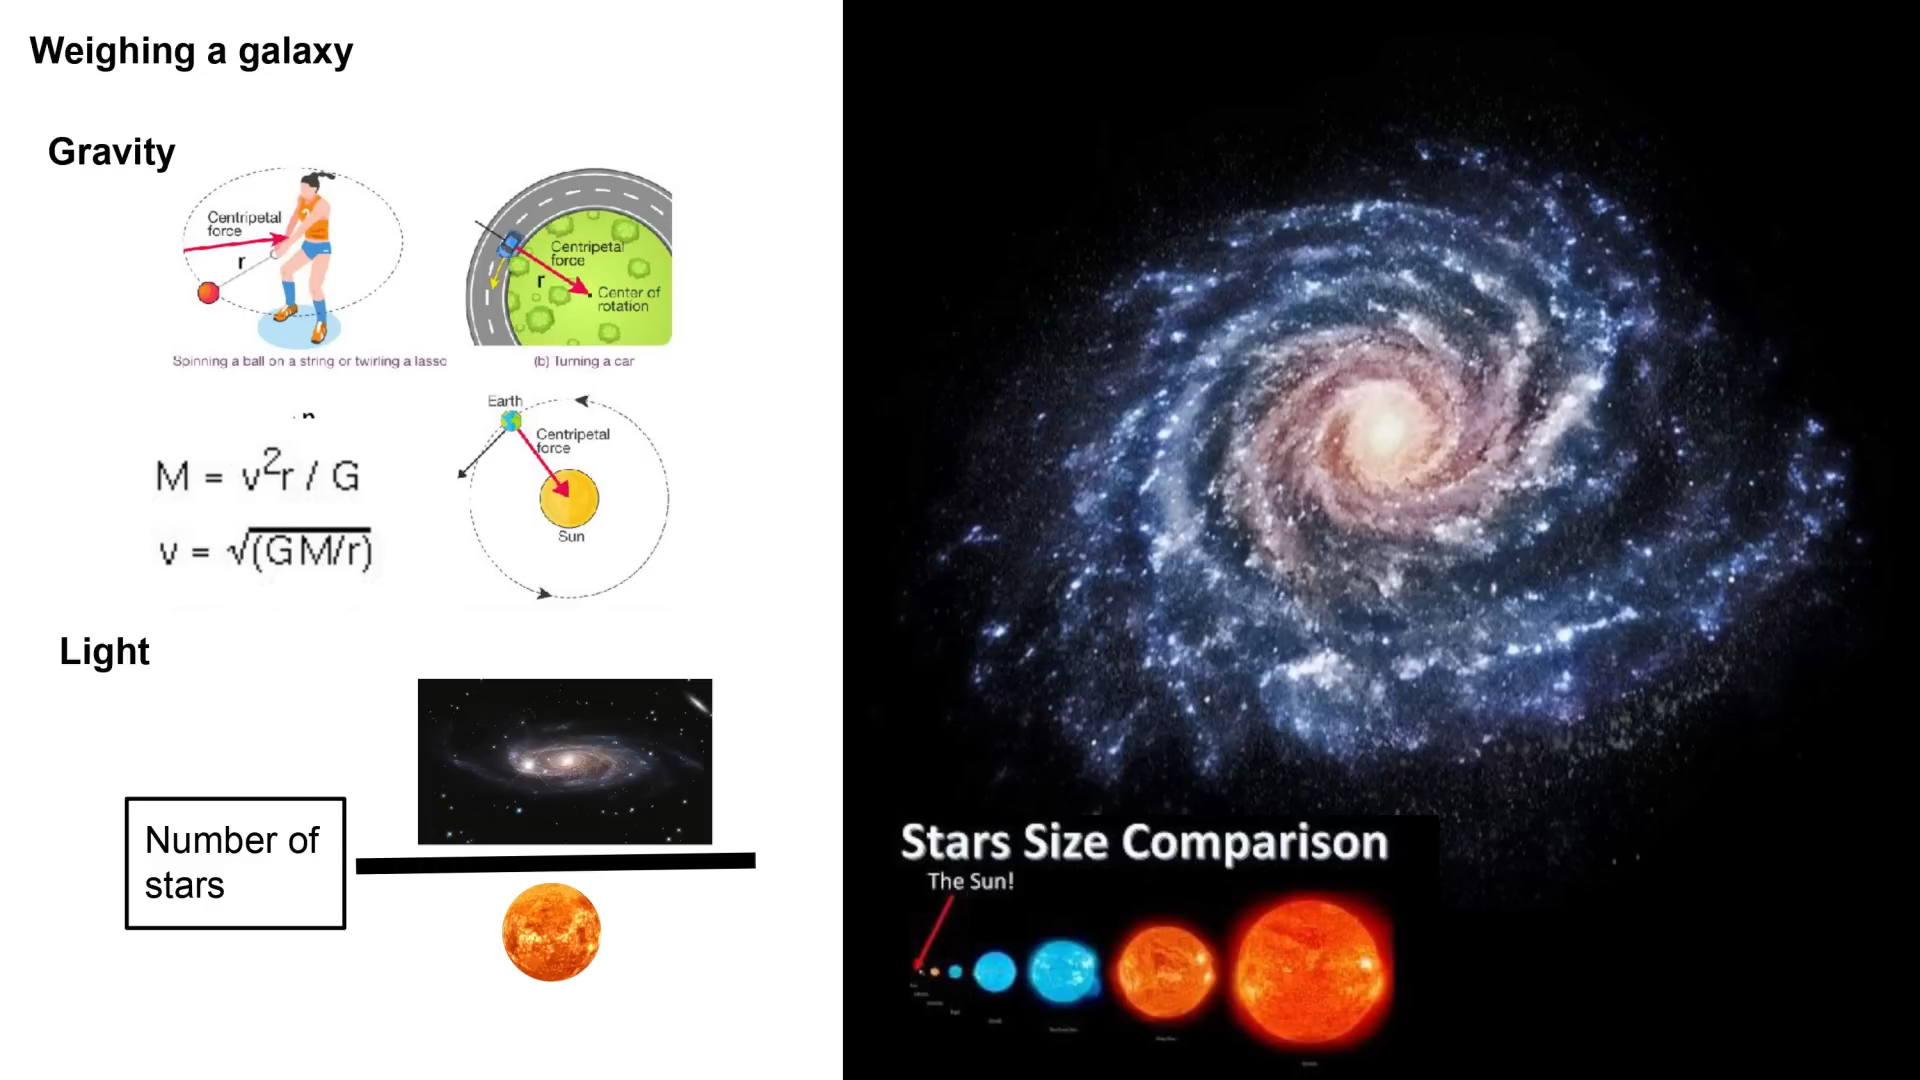 Weighing a galaxy
Gravity
Centripetal
force
r
Spinning a ball on a string or twirling a lasso
Centripetal
force
r
Center of
rotation
(b) Turning a car
M = v²r / G
v = √(GM/r)
Earth
Centripetal
force
Sun
Light
Number of
stars
Stars Size Comparison
The Sun!